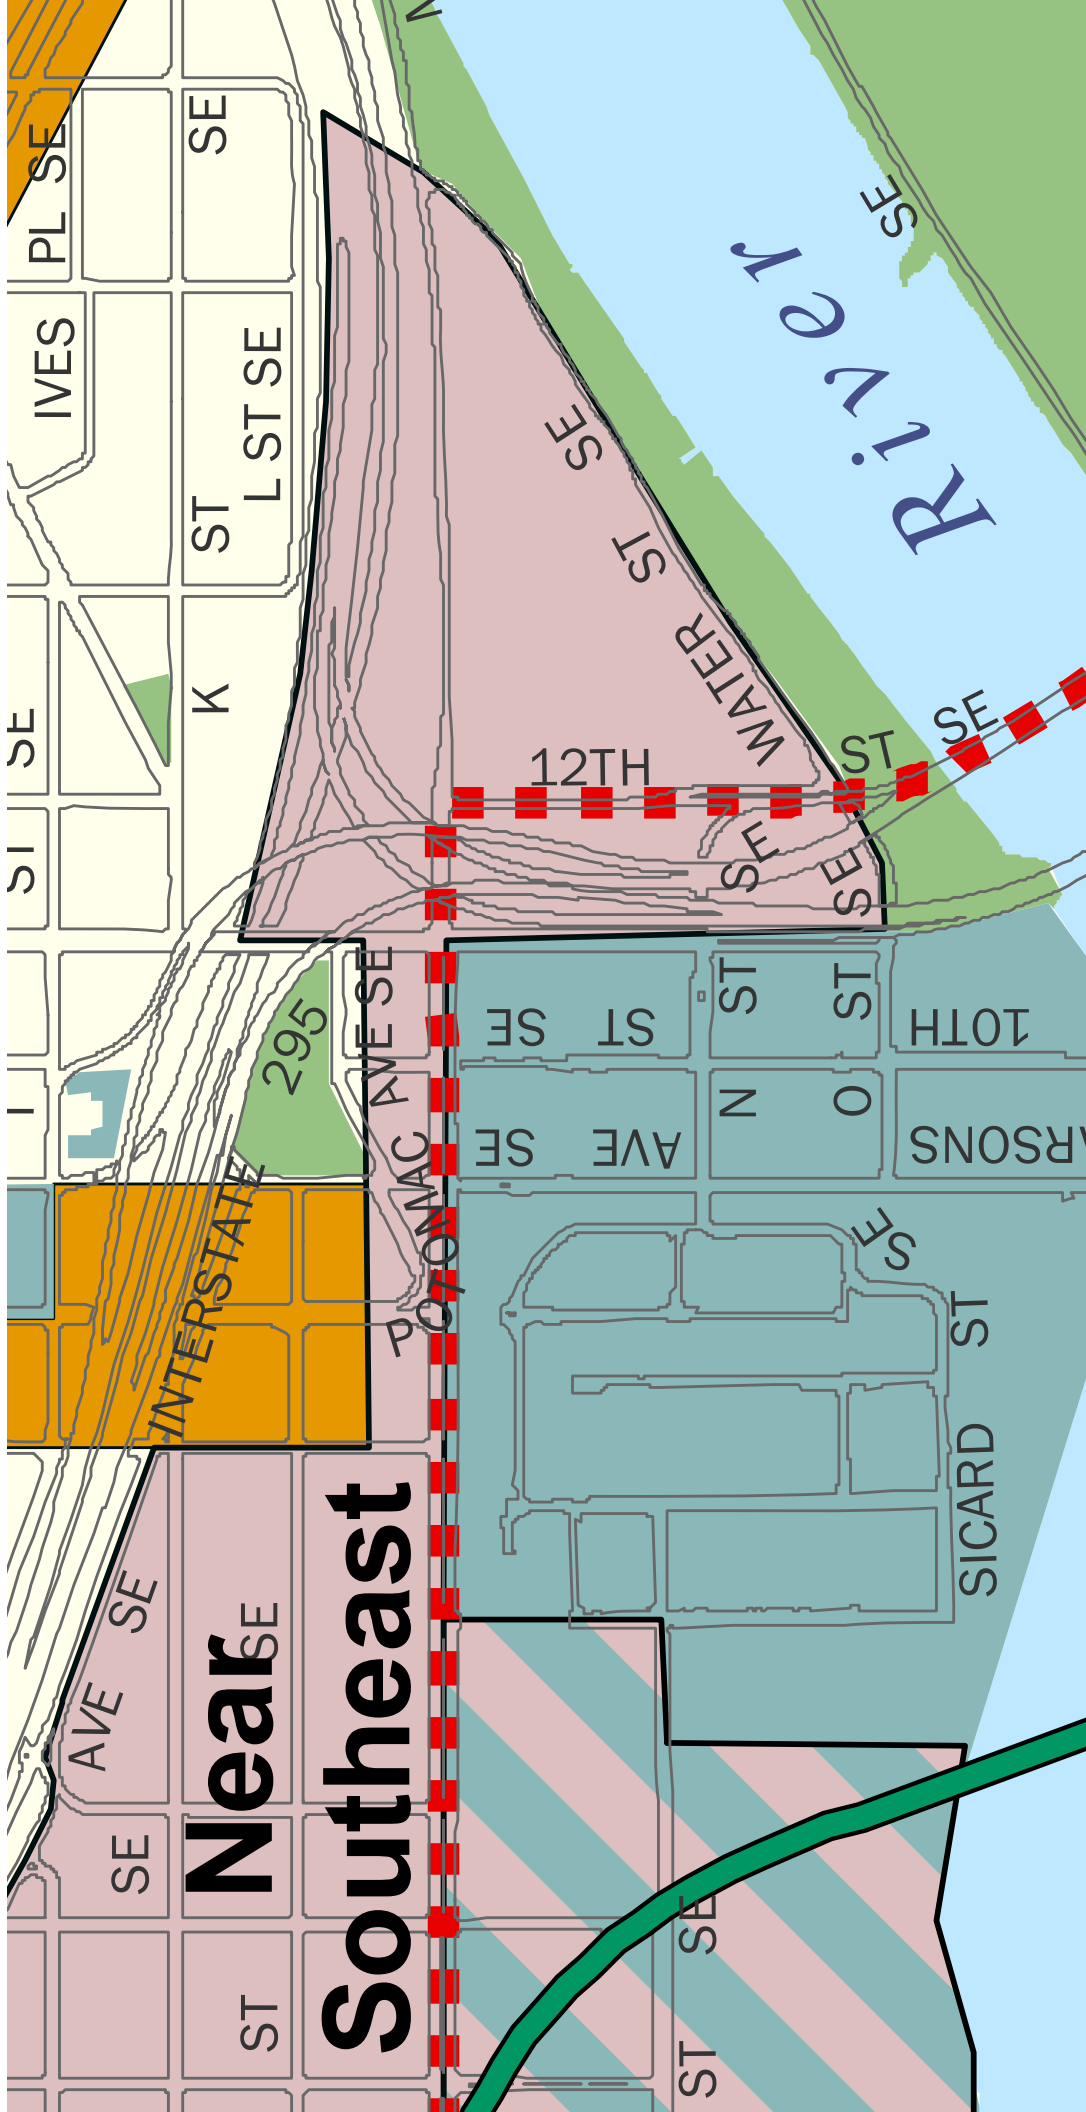 PL SE
SE
IVES
L ST SE
K ST
SE
ST
River
SE
WATER ST SE
12TH ST SE
SE
SE
AVE SE
POTOMAC
295
INTERSTATE
10TH ST SE
PARSONS AVE SE
N ST
O ST
SE
SICARD ST
Near
Southeast
AVE SE
SE
SE
ST
ST SE